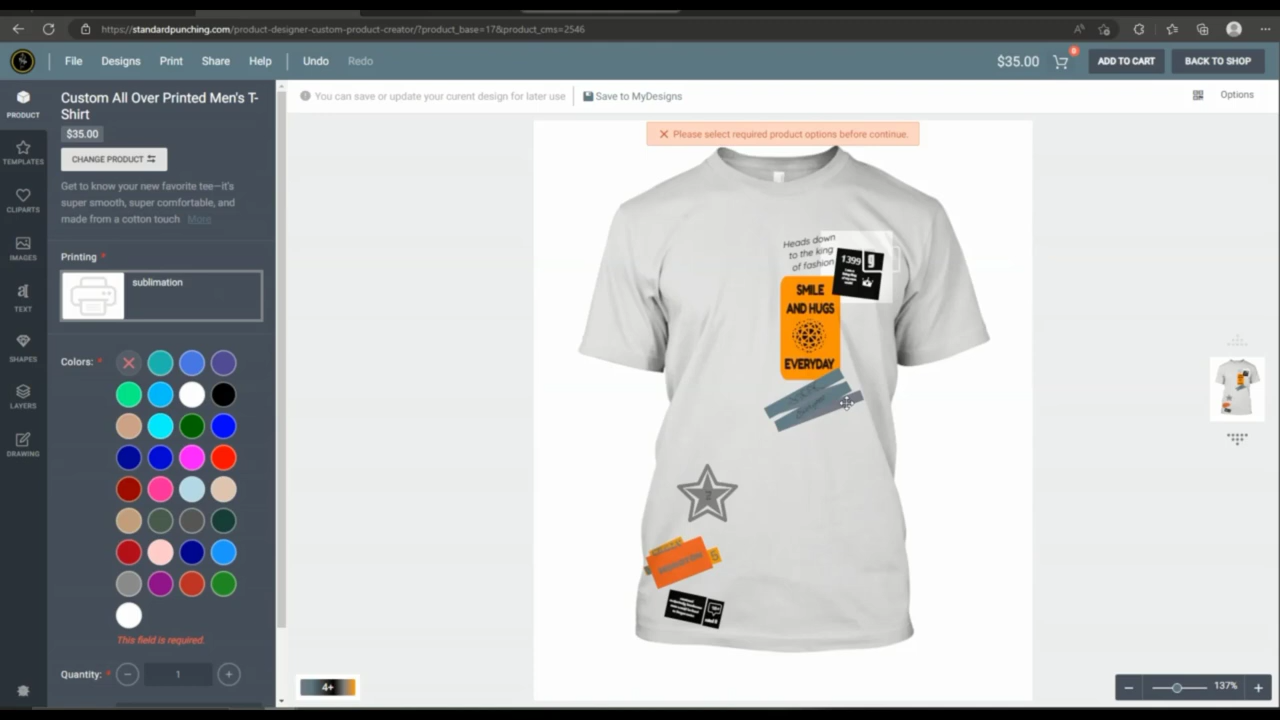 https://standardpunching.com/product-designer-custom-product-creator/?product_base=17&product_cms=2546
File Designs Print Share Help Undo Redo
$35.00 0 ADD TO CART BACK TO SHOP
PRODUCT
TEMPLATES
CLIPARTS
IMAGES
TEXT
SHAPES
LAYERS
DRAWING
Custom All Over Printed Men's T-
Shirt
$35.00
CHANGE PRODUCT
Get to know your new favorite tee—it's
super smooth, super comfortable, and
made from a cotton touch More
Printing *
sublimation
Colors: *
This field is required.
Quantity: * 1
You can save or update your curent design for later use Save to MyDesigns
Options
Please select required product options before continue.
Heads down
to the king
of fashion
1399 g
SMILE
AND HUGS
EVERYDAY
2
4+
137%